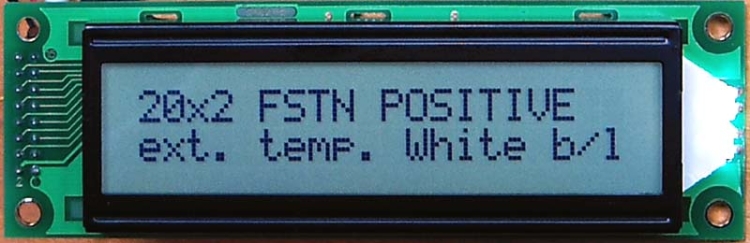 20x2 FSTN POSITIVE
ext. temp. White b/l